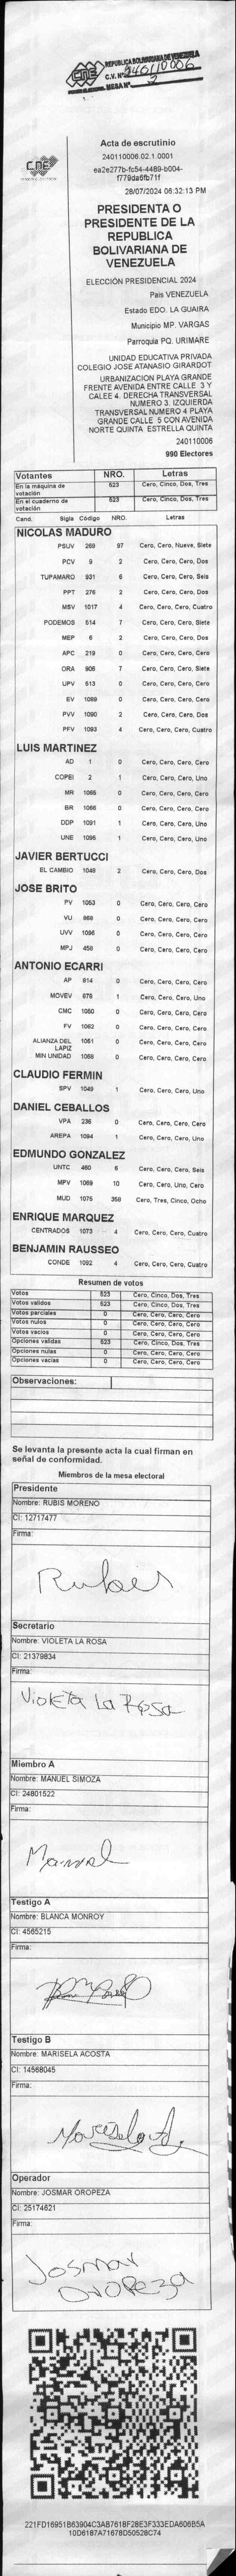 REPUBLICA BOLIVARIANA DE VENEZUELA
CNE
C.V. Nº 240110006
MESA Nº 2
CNE
Acta de escrutinio
240110006.02.1.0001
ea2e277b-fc54-4489-b004-
f779da6fb71f
28/07/2024 06:32:13 PM
PRESIDENTA O
PRESIDENTE DE LA
REPUBLICA
BOLIVARIANA DE
VENEZUELA
ELECCIÓN PRESIDENCIAL 2024
Pais VENEZUELA
Estado EDO. LA GUAIRA
Municipio MP. VARGAS
Parroquia PQ. URIMARE
UNIDAD EDUCATIVA PRIVADA
COLEGIO JOSE ATANASIO GIRARDOT
URBANIZACION PLAYA GRANDE
FRENTE AVENIDA ENTRE CALLE 3 Y
CALEE 4. DERECHA TRANSVERSAL
NUMERO 3. IZQUIERDA
TRANSVERSAL NUMERO 4 PLAYA
GRANDE CALLE 5 CON AVENIDA
NORTE QUINTA ESTRELLA QUINTA
240110006
990 Electores
Votantes NRO. Letras
En la máquina de votación 523 Cero, Cinco, Dos, Tres
En el cuaderno de votación 523 Cero, Cinco, Dos, Tres
Cand. Sigla Código NRO. Letras
NICOLAS MADURO
PSUV 269 97 Cero, Cero, Nueve, Siete
PCV 9 2 Cero, Cero, Cero, Dos
TUPAMARO 931 6 Cero, Cero, Cero, Seis
PPT 276 2 Cero, Cero, Cero, Dos
MSV 1017 4 Cero, Cero, Cero, Cuatro
PODEMOS 514 7 Cero, Cero, Cero, Siete
MEP 6 2 Cero, Cero, Cero, Dos
APC 219 0 Cero, Cero, Cero, Cero
ORA 906 7 Cero, Cero, Cero, Siete
UPV 513 0 Cero, Cero, Cero, Cero
EV 1089 0 Cero, Cero, Cero, Cero
PVV 1090 2 Cero, Cero, Cero, Dos
PFV 1093 4 Cero, Cero, Cero, Cuatro
LUIS MARTINEZ
AD 1 0 Cero, Cero, Cero, Cero
COPEI 2 1 Cero, Cero, Cero, Uno
MR 1065 0 Cero, Cero, Cero, Cero
BR 1066 0 Cero, Cero, Cero, Cero
DDP 1091 1 Cero, Cero, Cero, Uno
UNE 1095 1 Cero, Cero, Cero, Uno
JAVIER BERTUCCI
EL CAMBIO 1048 2 Cero, Cero, Cero, Dos
JOSE BRITO
PV 1053 0 Cero, Cero, Cero, Cero
VU 868 0 Cero, Cero, Cero, Cero
UVV 1096 0 Cero, Cero, Cero, Cero
MPJ 458 0 Cero, Cero, Cero, Cero
ANTONIO ECARRI
AP 914 0 Cero, Cero, Cero, Cero
MOVEV 878 1 Cero, Cero, Cero, Uno
CMC 1050 0 Cero, Cero, Cero, Cero
FV 1062 0 Cero, Cero, Cero, Cero
ALIANZA DEL LAPIZ 1051 0 Cero, Cero, Cero, Cero
MIN UNIDAD 1058 0 Cero, Cero, Cero, Cero
CLAUDIO FERMIN
SPV 1049 1 Cero, Cero, Cero, Uno
DANIEL CEBALLOS
VPA 236 0 Cero, Cero, Cero, Cero
AREPA 1094 1 Cero, Cero, Cero, Uno
EDMUNDO GONZALEZ
UNTC 460 6 Cero, Cero, Cero, Seis
MPV 1069 10 Cero, Cero, Uno, Cero
MUD 1075 358 Cero, Tres, Cinco, Ocho
ENRIQUE MARQUEZ
CENTRADOS 1073 4 Cero, Cero, Cero, Cuatro
BENJAMIN RAUSSEO
CONDE 1092 4 Cero, Cero, Cero, Cuatro
Resumen de votos
Votos 523 Cero, Cinco, Dos, Tres
Votos validos 523 Cero, Cinco, Dos, Tres
Votos parciales 0 Cero, Cero, Cero, Cero
Votos nulos 0 Cero, Cero, Cero, Cero
Votos vacios 0 Cero, Cero, Cero, Cero
Opciones validas 523 Cero, Cinco, Dos, Tres
Opciones nulas 0 Cero, Cero, Cero, Cero
Opciones vacias 0 Cero, Cero, Cero, Cero
Observaciones:
Se levanta la presente acta la cual firman en
señal de conformidad.
Miembros de la mesa electoral
Presidente
Nombre: RUBIS MORENO
CI: 12717477
Firma:
Rubis
Secretario
Nombre: VIOLETA LA ROSA
CI: 21379834
Firma:
Violeta La Rosa
Miembro A
Nombre: MANUEL SIMOZA
CI: 24801522
Firma:
Manuel
Testigo A
Nombre: BLANCA MONROY
CI: 4565215
Firma:
Testigo B
Nombre: MARISELA ACOSTA
CI: 14568045
Firma:
Marisela A.
Operador
Nombre: JOSMAR OROPEZA
CI: 25174621
Firma:
Josmar
Oropeza
221FD16951B63904C3AB7618F28E3F333EDA606B5A
10D6187A71678D50528C74